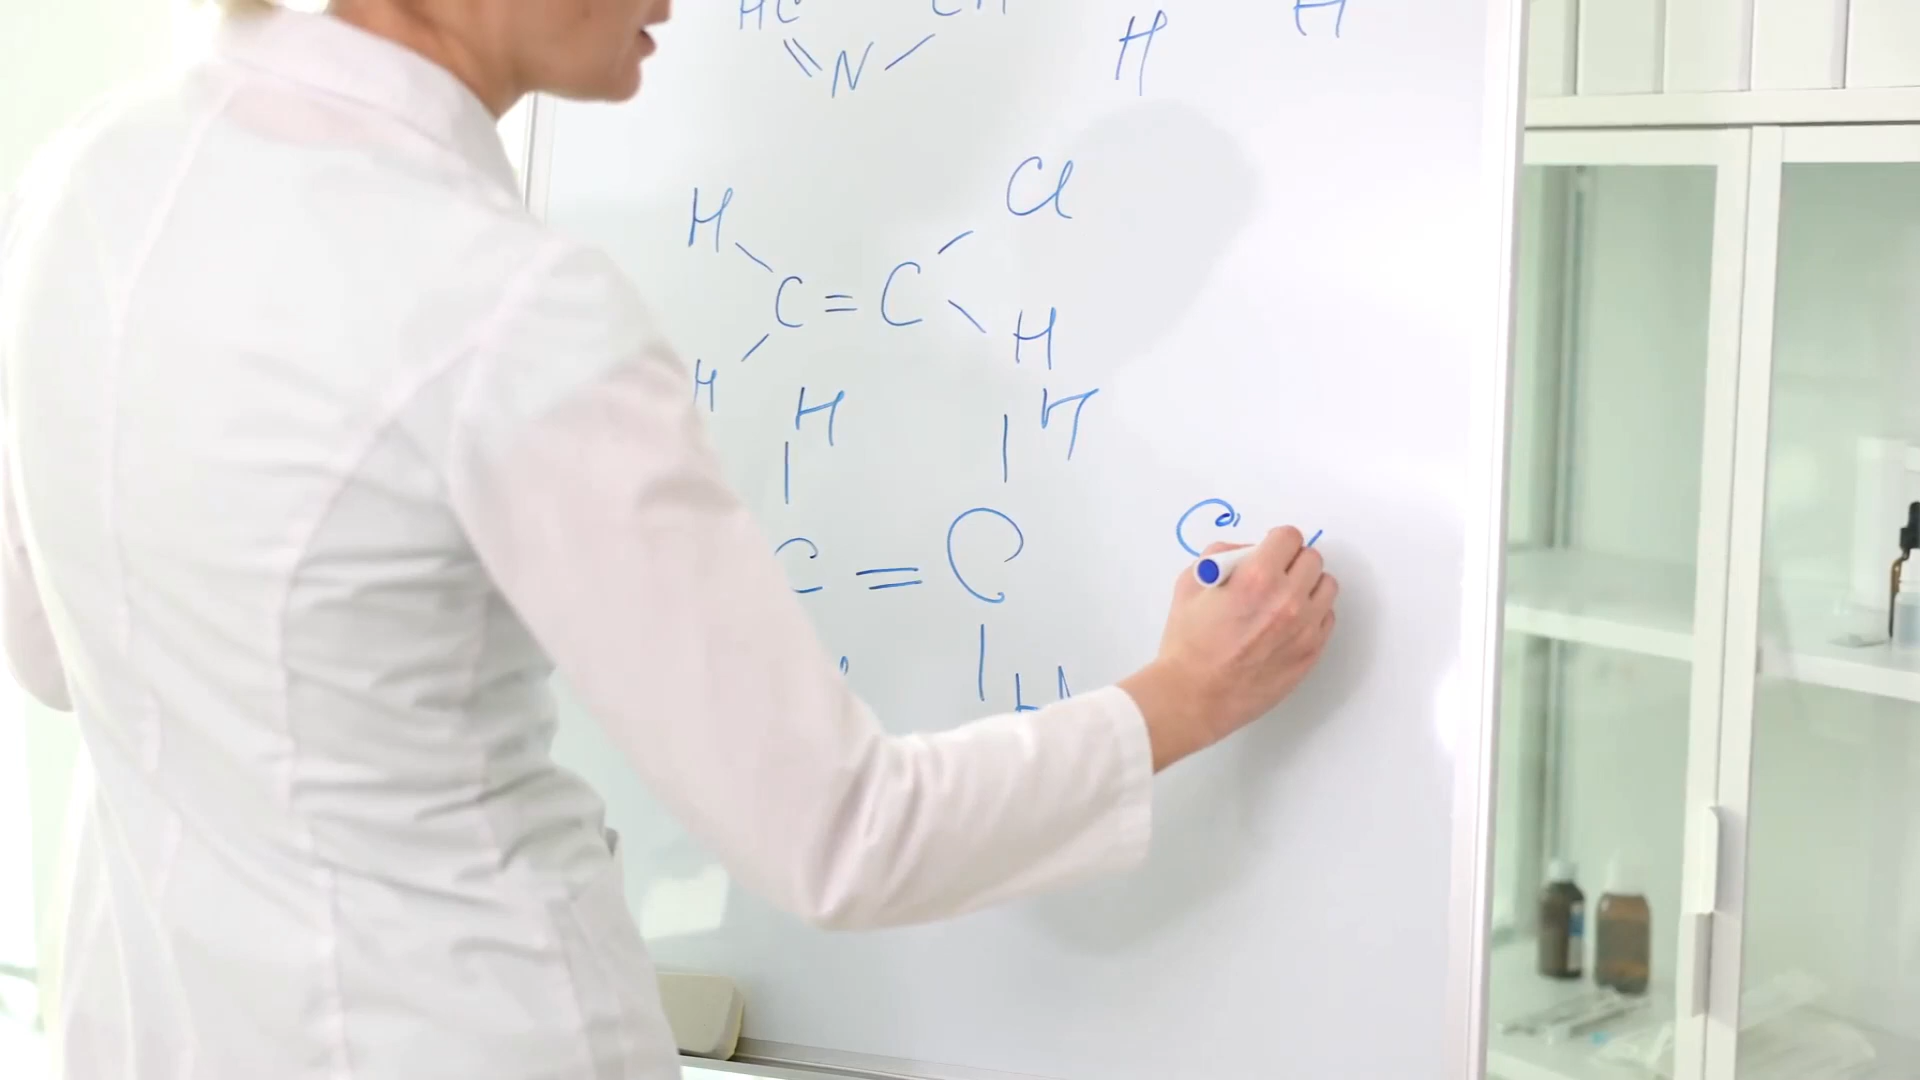 HC CH
N H H
H Cl
C = C
H H
H H
C = C C
H